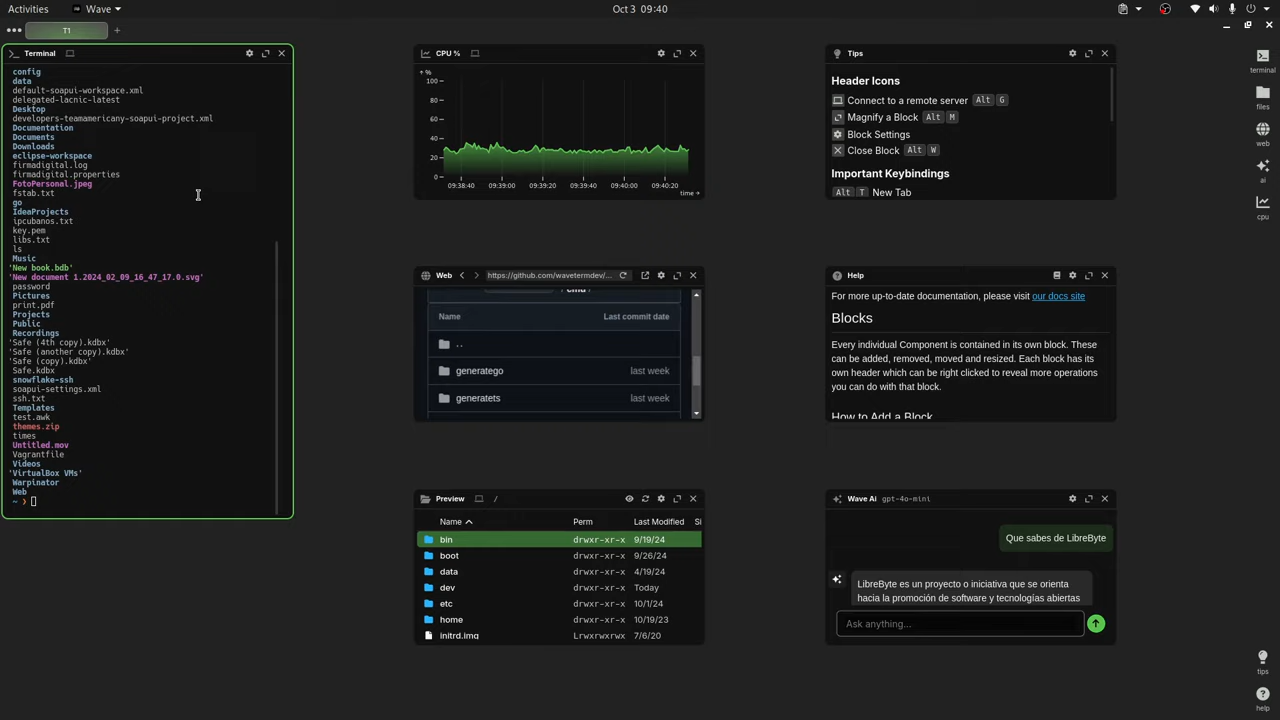 Activities
Wave
Oct 3 09:40
T1
Terminal
config
data
default-soapui-workspace.xml
delegated-lacnic-latest
Desktop
developers-teamamericany-soapui-project.xml
Documentation
Documents
Downloads
eclipse-workspace
firmadigital.log
firmadigital.properties
FotoPersonal.jpeg
fstab.txt
go
IdeaProjects
ipcubanos.txt
key.pem
libs.txt
ls
Music
'New book.bdb'
'New document 1.2024_02_09_16_47_17.0.svg'
password
Pictures
print.pdf
Projects
Public
Recordings
'Safe (4th copy).kdbx'
'Safe (another copy).kdbx'
'Safe (copy).kdbx'
Safe.kdbx
snowflake-ssh
soapui-settings.xml
ssh.txt
Templates
test.awk
themes.zip
times
Untitled.mov
Vagrantfile
Videos
'VirtualBox VMs'
Warpinator
Web
~ ❯
CPU %
↑ %
100
80
60
40
20
0
09:38:40 09:39:00 09:39:20 09:39:40 09:40:00 09:40:20
time →
Web
https://github.com/wavetermdev/...
cmd
Name Last commit date
..
generatego last week
generatets last week
Preview /
Name Perm Last Modified Si
bin drwxr-xr-x 9/19/24
boot drwxr-xr-x 9/26/24
data drwxr-xr-x 4/19/24
dev drwxr-xr-x Today
etc drwxr-xr-x 10/1/24
home drwxr-xr-x 10/19/23
initrd.img Lrwxrwxrwx 7/6/20
Tips
Header Icons
Connect to a remote server Alt G
Magnify a Block Alt M
Block Settings
Close Block Alt W
Important Keybindings
Alt T New Tab
Help
For more up-to-date documentation, please visit our docs site
Blocks
Every individual Component is contained in its own block. These
can be added, removed, moved and resized. Each block has its
own header which can be right clicked to reveal more operations
you can do with that block.
How to Add a Block
Wave Ai gpt-4o-mini
Que sabes de LibreByte
LibreByte es un proyecto o iniciativa que se orienta
hacia la promoción de software y tecnologías abiertas
Ask anything...
terminal
files
web
ai
cpu
tips
help